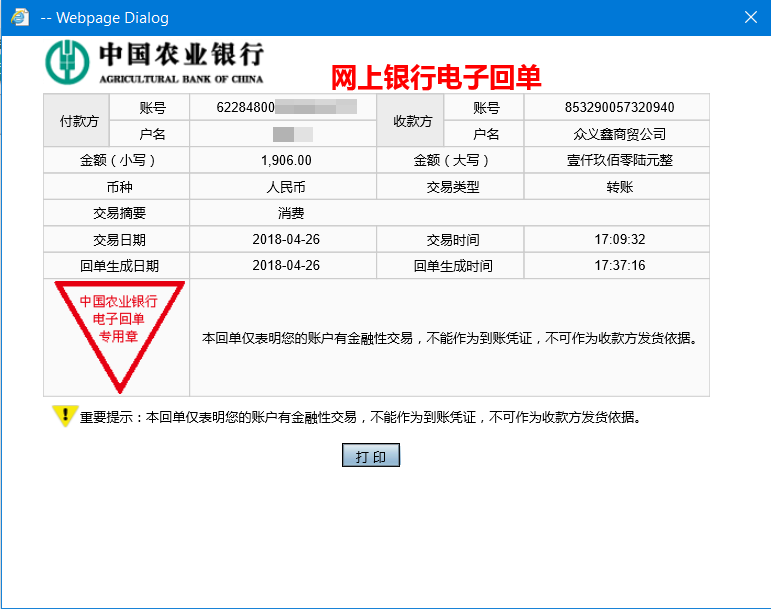 -- Webpage Dialog
中国农业银行
AGRICULTURAL BANK OF CHINA
网上银行电子回单
付款方 账号 62284800 收款方 账号 853290057320940
户名 户名 众义鑫商贸公司
金额（小写） 1,906.00 金额（大写） 壹仟玖佰零陆元整
币种 人民币 交易类型 转账
交易摘要 消费
交易日期 2018-04-26 交易时间 17:09:32
回单生成日期 2018-04-26 回单生成时间 17:37:16
中国农业银行
电子回单
专用章
本回单仅表明您的账户有金融性交易，不能作为到账凭证，不可作为收款方发货依据。
重要提示：本回单仅表明您的账户有金融性交易，不能作为到账凭证，不可作为收款方发货依据。
打 印